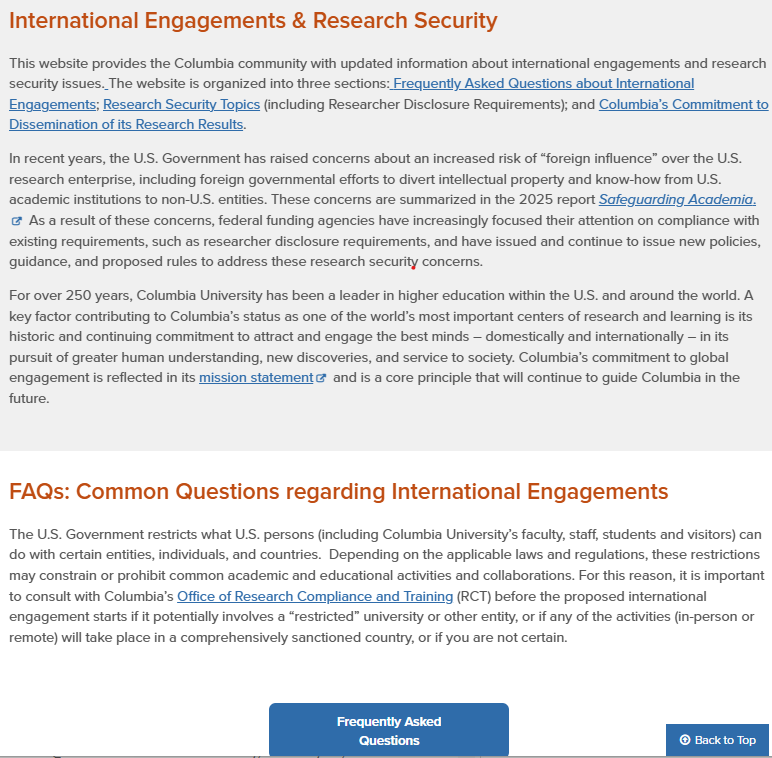 International Engagements & Research Security
This website provides the Columbia community with updated information about international engagements and research
security issues. The website is organized into three sections: Frequently Asked Questions about International
Engagements; Research Security Topics (including Researcher Disclosure Requirements); and Columbia's Commitment to
Dissemination of its Research Results.
In recent years, the U.S. Government has raised concerns about an increased risk of “foreign influence” over the U.S.
research enterprise, including foreign governmental efforts to divert intellectual property and know-how from U.S.
academic institutions to non-U.S. entities. These concerns are summarized in the 2025 report Safeguarding Academia.
As a result of these concerns, federal funding agencies have increasingly focused their attention on compliance with
existing requirements, such as researcher disclosure requirements, and have issued and continue to issue new policies,
guidance, and proposed rules to address these research security concerns.
For over 250 years, Columbia University has been a leader in higher education within the U.S. and around the world. A
key factor contributing to Columbia's status as one of the world's most important centers of research and learning is its
historic and continuing commitment to attract and engage the best minds – domestically and internationally – in its
pursuit of greater human understanding, new discoveries, and service to society. Columbia's commitment to global
engagement is reflected in its mission statement and is a core principle that will continue to guide Columbia in the
future.
FAQs: Common Questions regarding International Engagements
The U.S. Government restricts what U.S. persons (including Columbia University's faculty, staff, students and visitors) can
do with certain entities, individuals, and countries. Depending on the applicable laws and regulations, these restrictions
may constrain or prohibit common academic and educational activities and collaborations. For this reason, it is important
to consult with Columbia's Office of Research Compliance and Training (RCT) before the proposed international
engagement starts if it potentially involves a “restricted” university or other entity, or if any of the activities (in-person or
remote) will take place in a comprehensively sanctioned country, or if you are not certain.
Frequently Asked
Questions
Back to Top